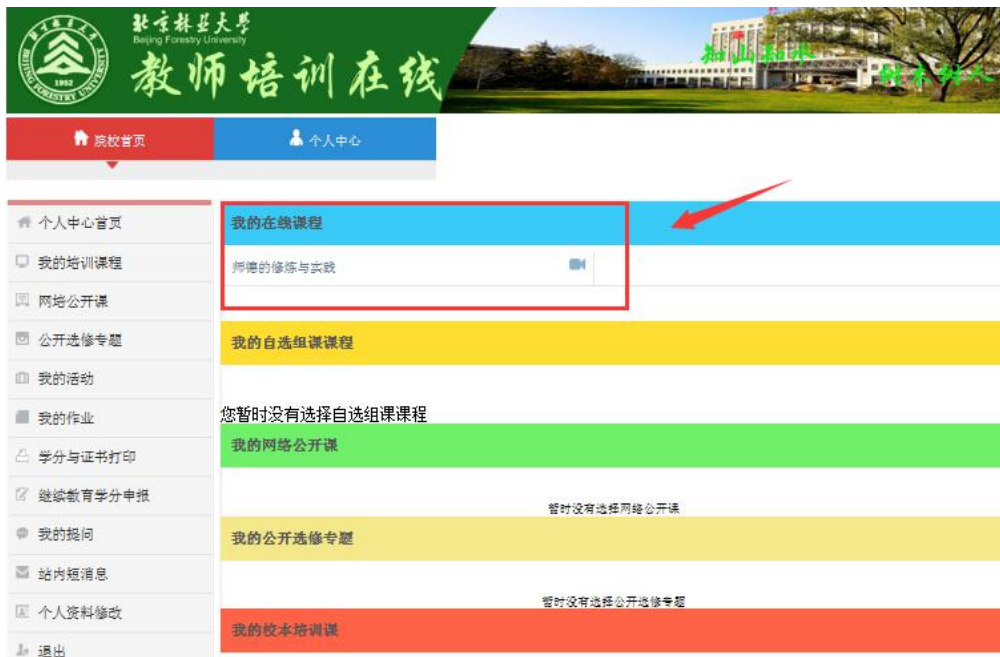 北京林业大学
Beijing Forestry University
教师培训在线
知山知水
树木树人
BEIJING FORESTRY UNIVERSITY
1952
院校首页
个人中心
个人中心首页
我的培训课程
网培公开课
公开选修专题
我的活动
我的作业
学分与证书打印
继续教育学分申报
我的提问
站内短消息
个人资料修改
退出
我的在线课程
师德的修炼与实践
我的自选组课课程
您暂时没有选择自选组课课程
我的网络公开课
暂时没有选择网络公开课
我的公开选修专题
暂时没有选择公开选修专题
我的校本培训课